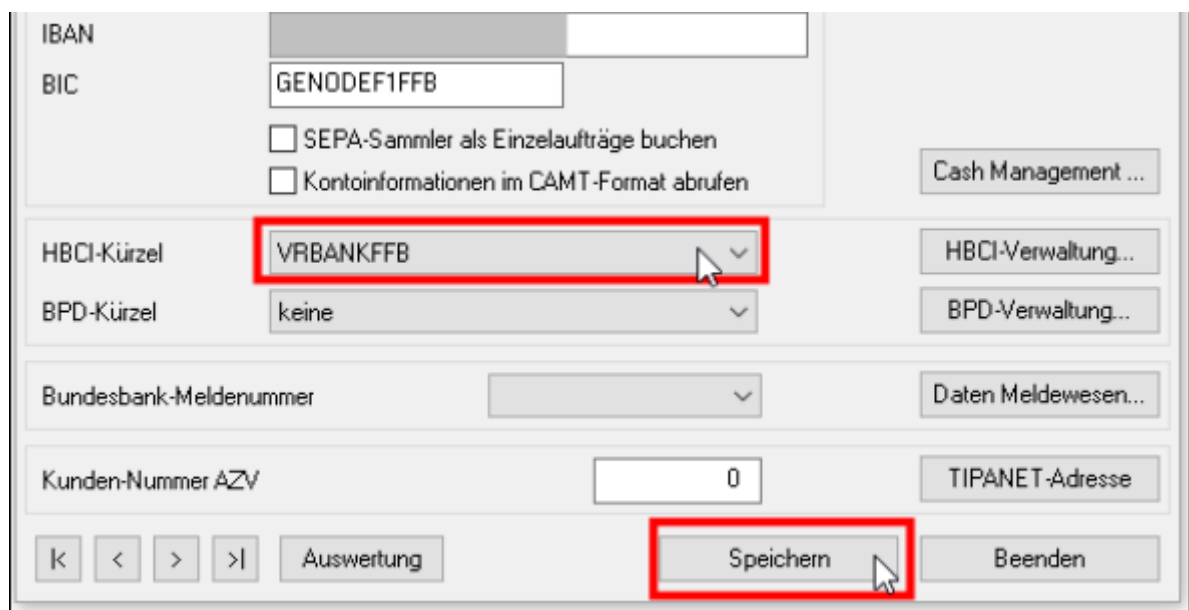 IBAN
BIC GENODEF1FFB
SEPA-Sammler als Einzelaufträge buchen
Kontoinformationen im CAMT-Format abrufen Cash Management ...
HBCI-Kürzel VRBANKFFB HBCI-Verwaltung...
BPD-Kürzel keine BPD-Verwaltung...
Bundesbank-Meldenummer Daten Meldewesen...
Kunden-Nummer AZV 0 TIPANET-Adresse
|< < > >| Auswertung Speichern Beenden